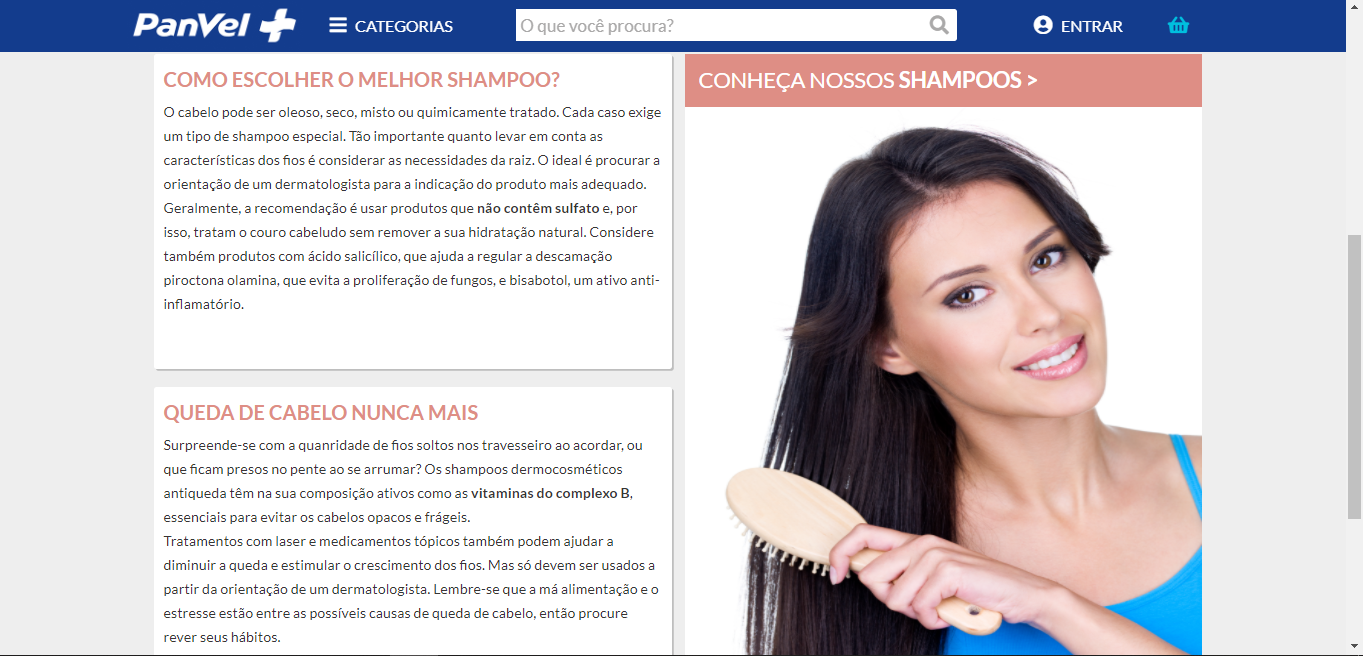 PanVel
CATEGORIAS
O que você procura?
ENTRAR
COMO ESCOLHER O MELHOR SHAMPOO?
O cabelo pode ser oleoso, seco, misto ou quimicamente tratado. Cada caso exige
um tipo de shampoo especial. Tão importante quanto levar em conta as
características dos fios é considerar as necessidades da raiz. O ideal é procurar a
orientação de um dermatologista para a indicação do produto mais adequado.
Geralmente, a recomendação é usar produtos que não contêm sulfato e, por
isso, tratam o couro cabeludo sem remover a sua hidratação natural. Considere
também produtos com ácido salicílico, que ajuda a regular a descamação
piroctona olamina, que evita a proliferação de fungos, e bisabotol, um ativo anti-
inflamatório.
QUEDA DE CABELO NUNCA MAIS
Surpreende-se com a quanridade de fios soltos nos travesseiro ao acordar, ou
que ficam presos no pente ao se arrumar? Os shampoos dermocosméticos
antiqueda têm na sua composição ativos como as vitaminas do complexo B,
essenciais para evitar os cabelos opacos e frágeis.
Tratamentos com laser e medicamentos tópicos também podem ajudar a
diminuir a queda e estimular o crescimento dos fios. Mas só devem ser usados a
partir da orientação de um dermatologista. Lembre-se que a má alimentação e o
estresse estão entre as possíveis causas de queda de cabelo, então procure
rever seus hábitos.
CONHEÇA NOSSOS SHAMPOOS >